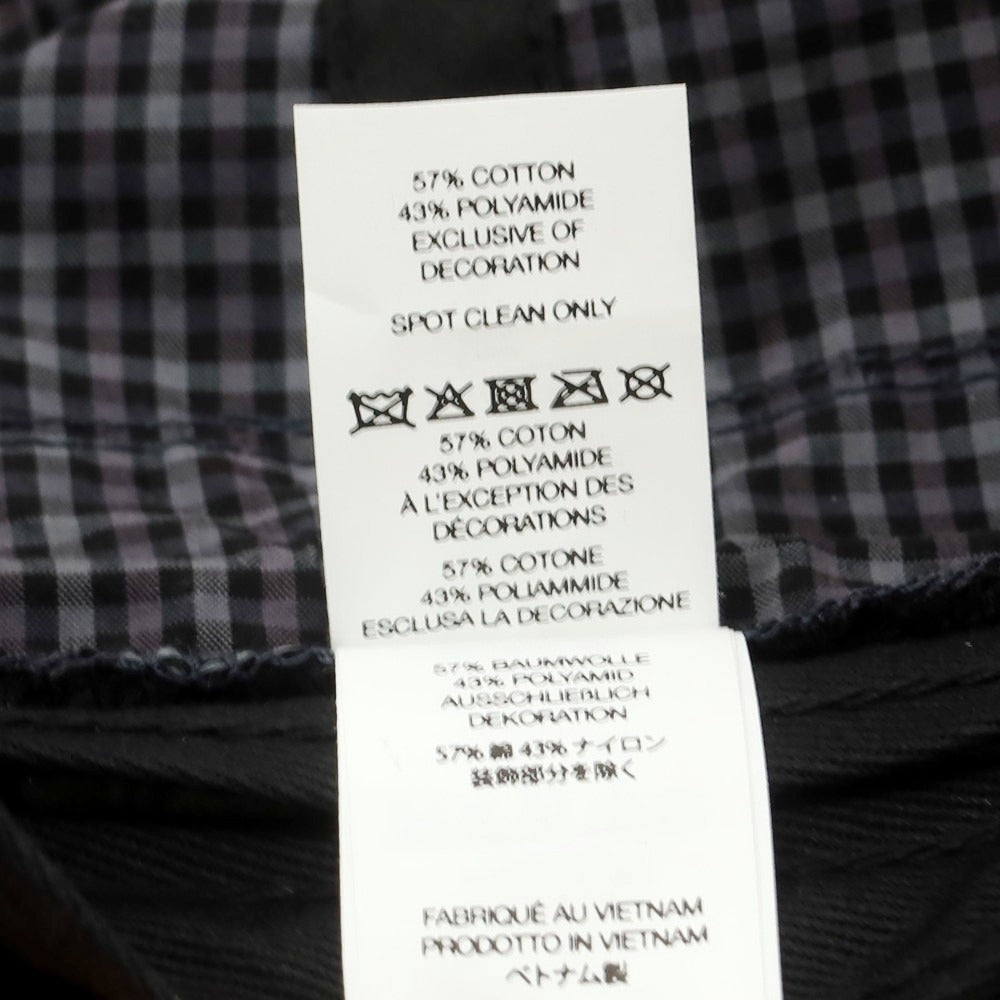 57% COTTON
43% POLYAMIDE
EXCLUSIVE OF
DECORATION
SPOT CLEAN ONLY
57% COTON
43% POLYAMIDE
À L'EXCEPTION DES
DÉCORATIONS
57% COTONE
43% POLIAMMIDE
ESCLUSA LA DECORAZIONE
57% BAUMWOLLE
43% POLYAMID
AUSSCHLIEßLICH
DEKORATION
57% 綿 43% ナイロン
装飾部分を除く
FABRIQUÉ AU VIETNAM
PRODOTTO IN VIETNAM
ベトナム製